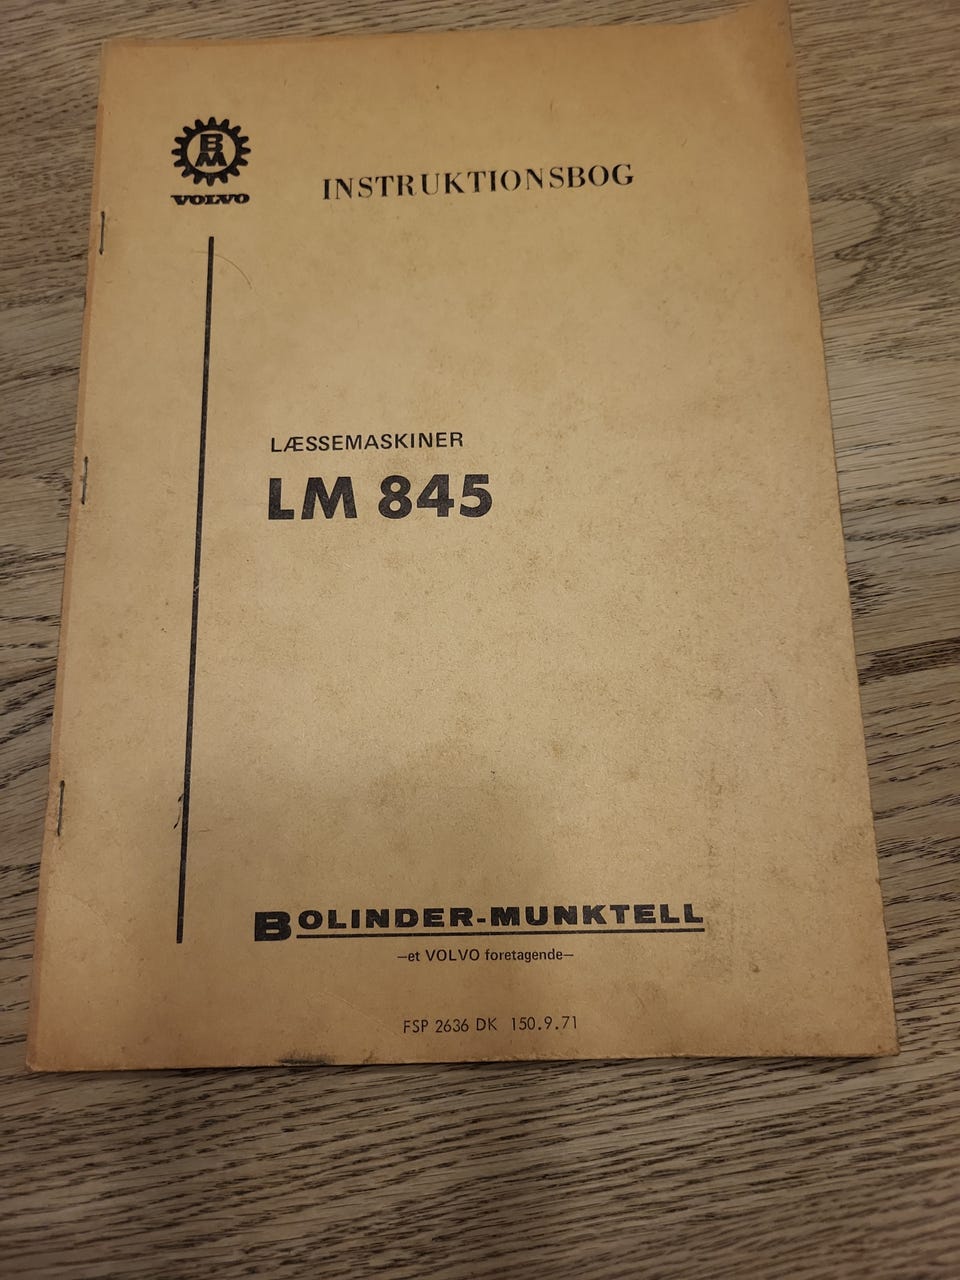 BM
VOLVO
INSTRUKTIONSBOG
LÆSSEMASKINER
LM 845
BOLINDER-MUNKTELL
—et VOLVO foretagende—
FSP 2636 DK 150.9.71